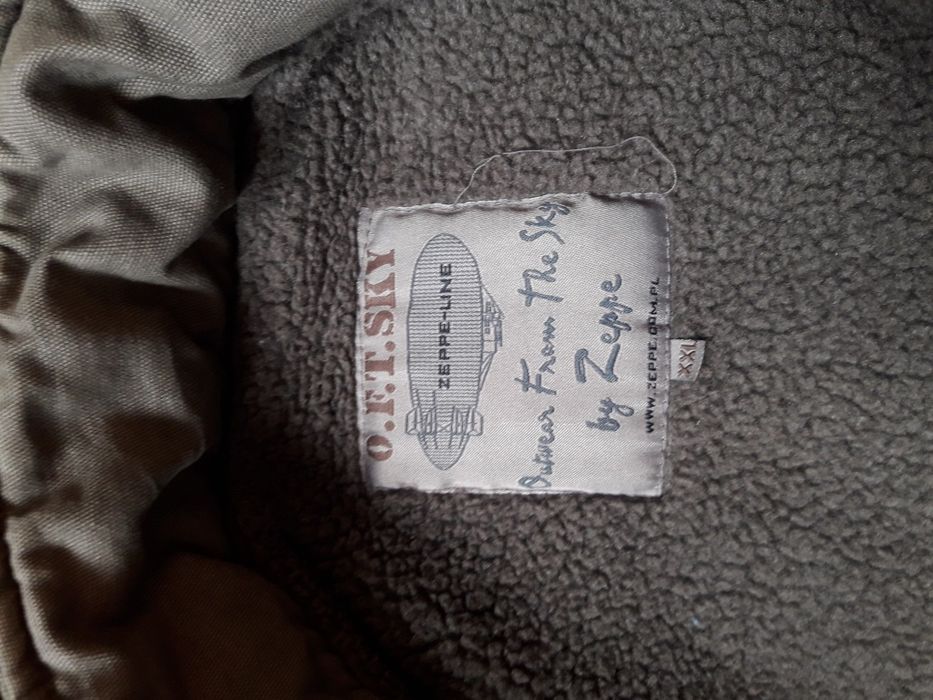 O.F.T.SKY
ZEPPE-LINE
Outwear From The Sky
by Zeppe
WWW.ZEPPE.COM.PL
XXL